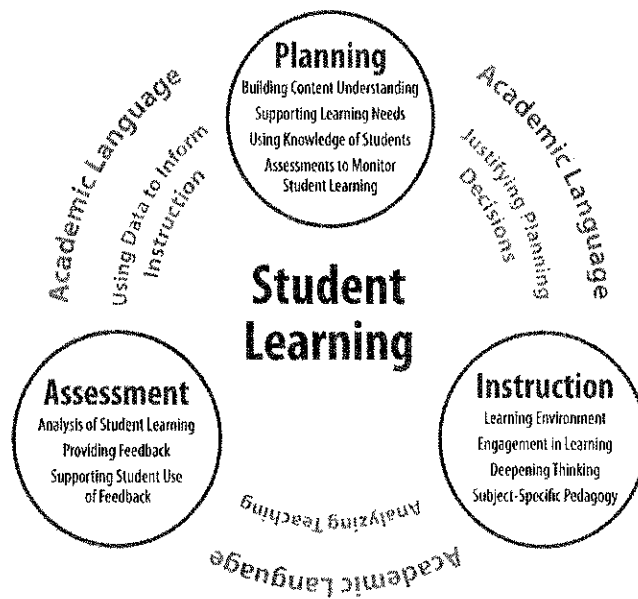 Planning
Building Content Understanding
Supporting Learning Needs
Using Knowledge of Students
Assessments to Monitor
Student Learning
Academic Language
Using Data to Inform
Instruction
Academic Language
Justifying Planning
Decisions
Student
Learning
Assessment
Analysis of Student Learning
Providing Feedback
Supporting Student Use
of Feedback
Instruction
Learning Environment
Engagement in Learning
Deepening Thinking
Subject-Specific Pedagogy
Analyzing Teaching
Academic Language